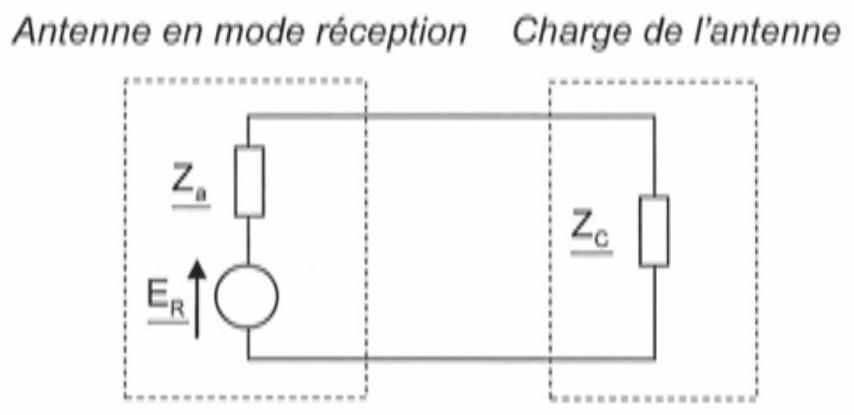 Antenne en mode réception Charge de l'antenne
Za
ZC
ER